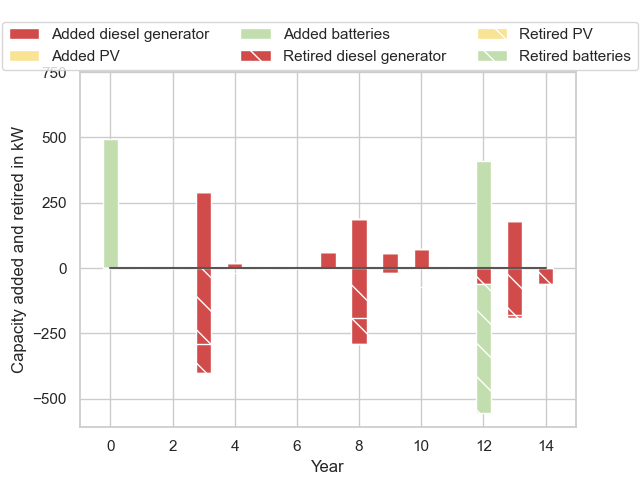 Added diesel generator
Added PV
Added batteries
Retired diesel generator
Retired PV
Retired batteries
750
500
250
0
−250
−500
Capacity added and retired in kW
0 2 4 6 8 10 12 14
Year